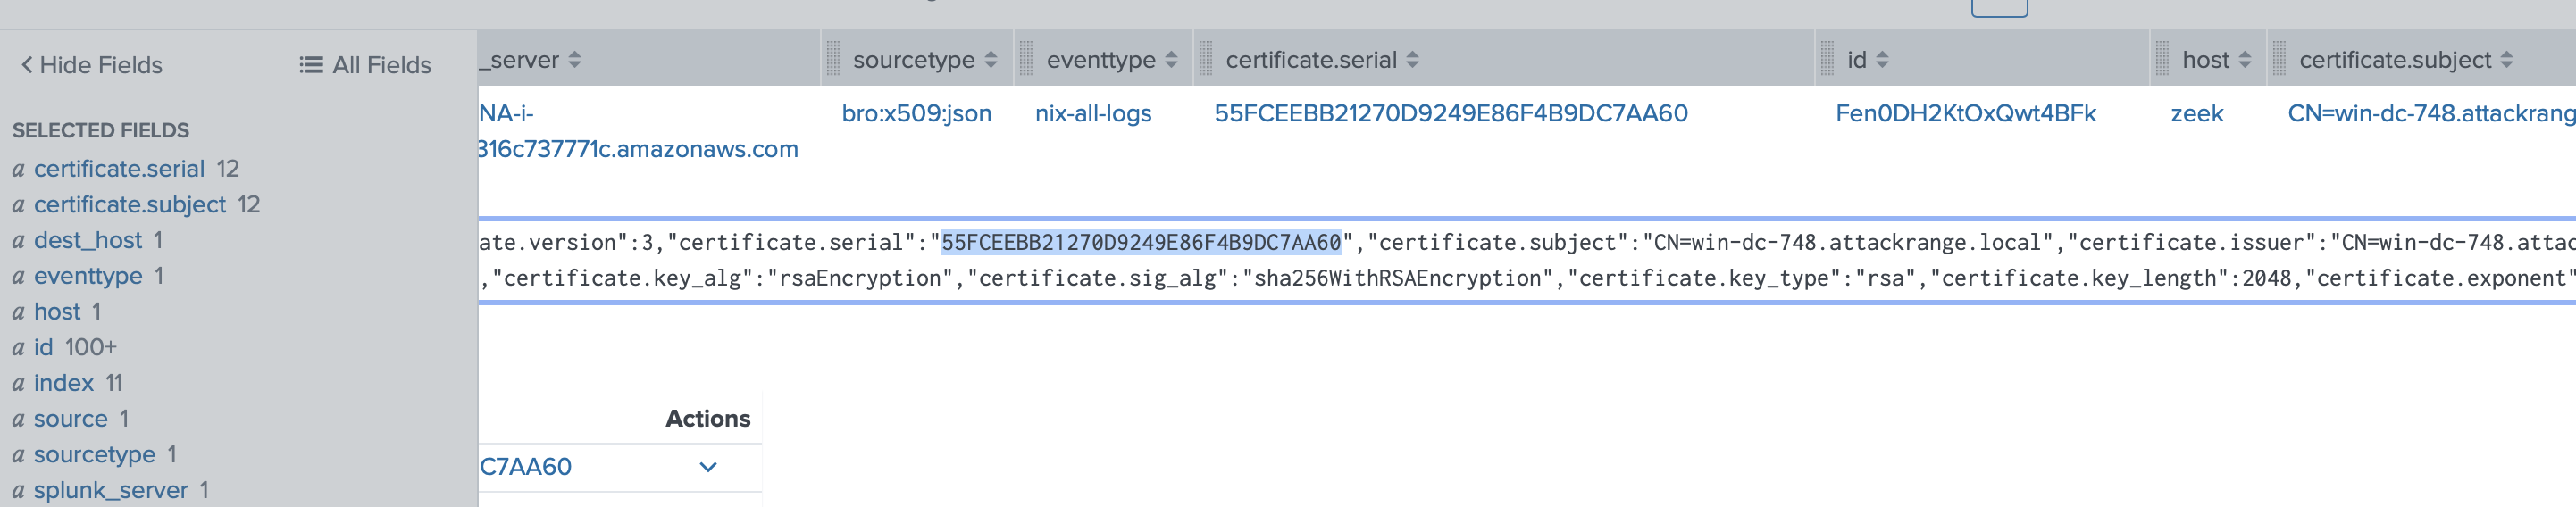 Hide Fields
All Fields
SELECTED FIELDS
a certificate.serial 12
a certificate.subject 12
a dest_host 1
a eventtype 1
a host 1
a id 100+
a index 11
a source 1
a sourcetype 1
a splunk_server 1
_server sourcetype eventtype certificate.serial id host certificate.subject
NA-i- bro:x509:json nix-all-logs 55FCEEBB21270D9249E86F4B9DC7AA60 Fen0DH2KtOxQwt4BFk zeek CN=win-dc-748.attackrang
316c737771c.amazonaws.com
ate.version":3,"certificate.serial":"55FCEEBB21270D9249E86F4B9DC7AA60","certificate.subject":"CN=win-dc-748.attackrange.local","certificate.issuer":"CN=win-dc-748.attac
,"certificate.key_alg":"rsaEncryption","certificate.sig_alg":"sha256WithRSAEncryption","certificate.key_type":"rsa","certificate.key_length":2048,"certificate.exponent"
Actions
C7AA60